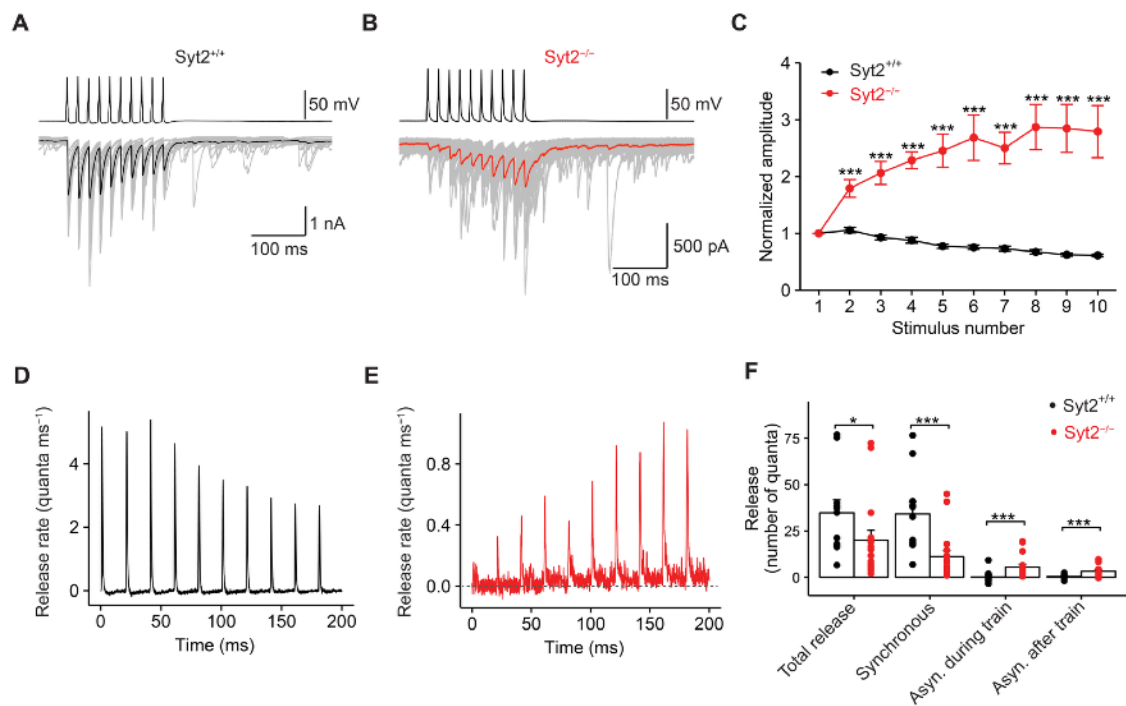 A
Syt2+/+
50 mV
1 nA
100 ms
B
Syt2−/−
50 mV
500 pA
100 ms
C
Syt2+/+
Syt2−/−
*** *** *** *** *** *** *** *** ***
Normalized amplitude
4
3
2
1
0
1 2 3 4 5 6 7 8 9 10
Stimulus number
D
Release rate (quanta ms−1)
4
2
0
0 50 100 150 200
Time (ms)
E
Release rate (quanta ms−1)
0.8
0.4
0.0
0 50 100 150 200
Time (ms)
F
Syt2+/+
Syt2−/−
* *** *** ***
Release
(number of quanta)
75
50
25
0
Total release
Synchronous
Asyn. during train
Asyn. after train